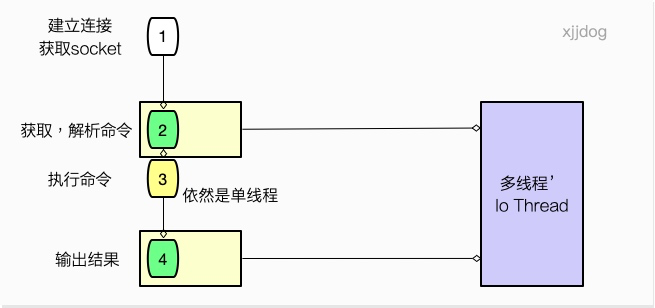 建立连接
获取socket
1
xjjdog
获取，解析命令
2
执行命令
3
依然是单线程
多线程’
Io Thread
输出结果
4